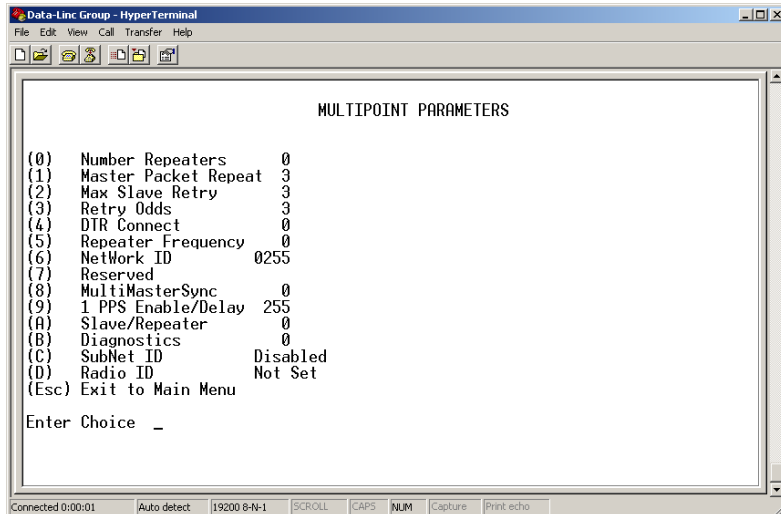 Data-Linc Group - HyperTerminal
File Edit View Call Transfer Help
MULTIPOINT PARAMETERS
(0) Number Repeaters 0
(1) Master Packet Repeat 3
(2) Max Slave Retry 3
(3) Retry Odds 3
(4) DTR Connect 0
(5) Repeater Frequency 0
(6) NetWork ID 0255
(7) Reserved
(8) MultiMasterSync 0
(9) 1 PPS Enable/Delay 255
(A) Slave/Repeater 0
(B) Diagnostics 0
(C) SubNet ID Disabled
(D) Radio ID Not Set
(Esc) Exit to Main Menu
Enter Choice _
Connected 0:00:01 Auto detect 19200 8-N-1 SCROLL CAPS NUM Capture Print echo